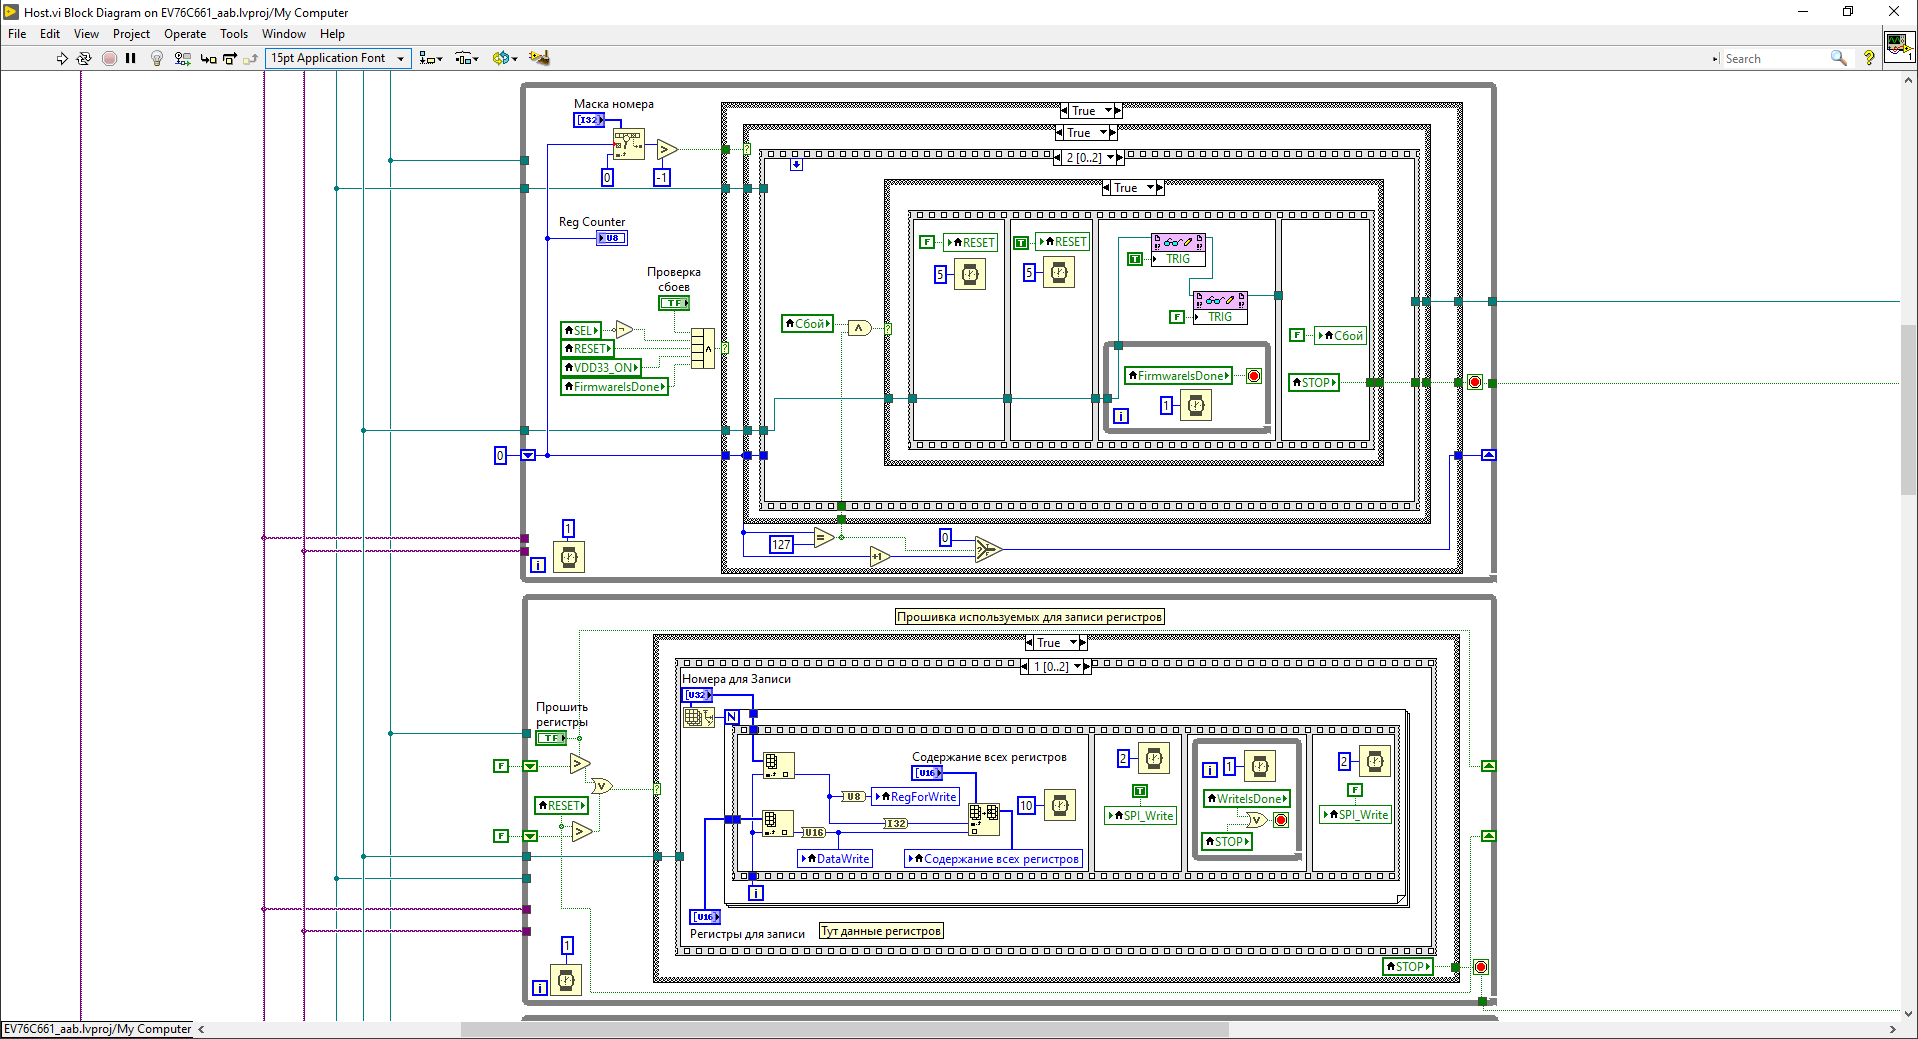 Host.vi Block Diagram on EV76C661_aab.lvproj/My Computer
File Edit View Project Operate Tools Window Help
15pt Application Font
Search
1
Маска номера
[I32]
0
-1
Reg Counter
U8
Проверка
сбоев
TF
SEL
RESET
VDD33_ON
FirmwareIsDone
0
1
i
True
True
2 [0..2]
True
F
RESET
5
T
RESET
5
T
TRIG
F
TRIG
FirmwareIsDone
1
i
F
Сбой
STOP
Сбой
127
=
+1
0
Прошивка используемых для записи регистров
True
1 [0..2]
Номера для Записи
[U32]
N
Прошить
регистры
TF
F
RESET
F
Содержание всех регистров
[U16]
U8
RegForWrite
I32
U16
DataWrite
Содержание всех регистров
10
2
T
SPI_Write
i
1
WriteIsDone
STOP
2
F
SPI_Write
i
[U16]
Регистры для записи
Тут данные регистров
1
i
STOP
EV76C661_aab.lvproj/My Computer